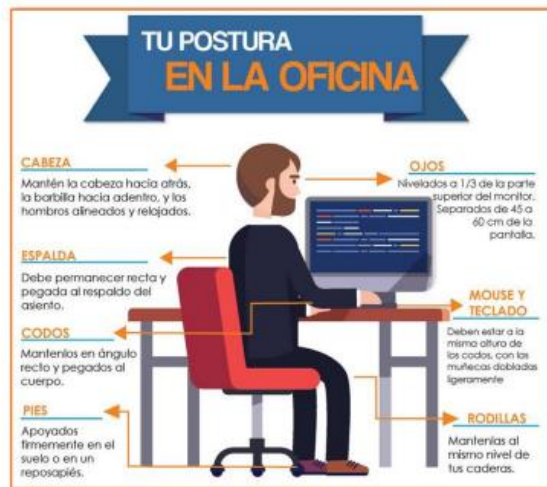 TU POSTURA
EN LA OFICINA
CABEZA
Mantén la cabeza hacía atrás,
la barbilla hacia adentro, y los
hombros alineados y relajados.
OJOS
Nivelados a 1/3 de la parte
superior del monitor.
Separados de 45 a
60 cm de la
pantalla.
ESPALDA
Debe permanecer recta y
pegada al respaldo del
asiento.
MOUSE Y
TECLADO
Deben estar a la
misma altura de
los codos, con las
muñecas dobladas
ligeramente
CODOS
Mantenlos en ángulo
recto y pegados al
cuerpo.
PIES
Apoyados
firmemente en el
suelo o en un
reposapiés.
RODILLAS
Mantenlas al
mismo nivel de
tus caderas.